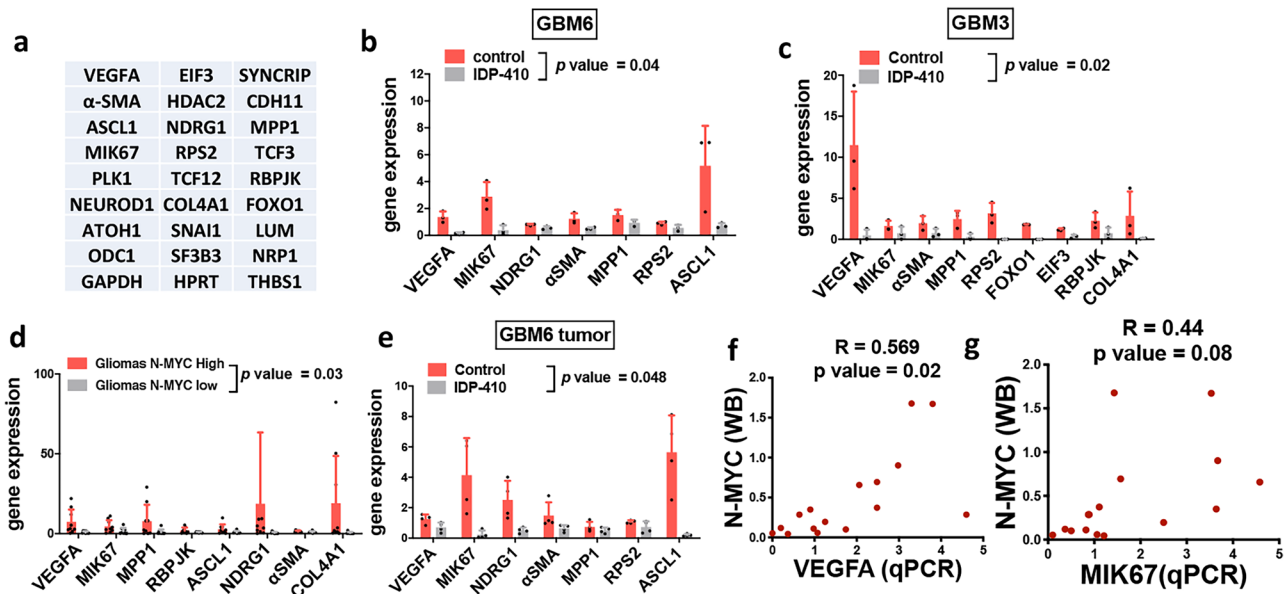 a
VEGFA EIF3 SYNCRIP
α-SMA HDAC2 CDH11
ASCL1 NDRG1 MPP1
MIK67 RPS2 TCF3
PLK1 TCF12 RBPJK
NEUROD1 COL4A1 FOXO1
ATOH1 SNAI1 LUM
ODC1 SF3B3 NRP1
GAPDH HPRT THBS1
b
GBM6
control
IDP-410
p value = 0.04
gene expression
12
10
8
6
4
2
0
VEGFA MIK67 NDRG1 αSMA MPP1 RPS2 ASCL1
c
GBM3
Control
IDP-410
p value = 0.02
gene expression
20
15
10
5
0
VEGFA MIK67 αSMA MPP1 RPS2 FOXO1 EIF3 RBPJK COL4A1
d
Gliomas N-MYC High
Gliomas N-MYC low
p value = 0.03
gene expression
100
50
0
VEGFA MIK67 MPP1 RBPJK ASCL1 NDRG1 αSMA COL4A1
e
GBM6 tumor
Control
IDP-410
p value = 0.048
gene expression
10
8
6
4
2
0
VEGFA MIK67 NDRG1 αSMA MPP1 RPS2 ASCL1
f
R = 0.569
p value = 0.02
N-MYC (WB)
2.0
1.5
1.0
0.5
0.0
0 1 2 3 4 5
VEGFA (qPCR)
g
R = 0.44
p value = 0.08
N-MYC (WB)
2.0
1.5
1.0
0.5
0.0
0 1 2 3 4 5
MIK67(qPCR)